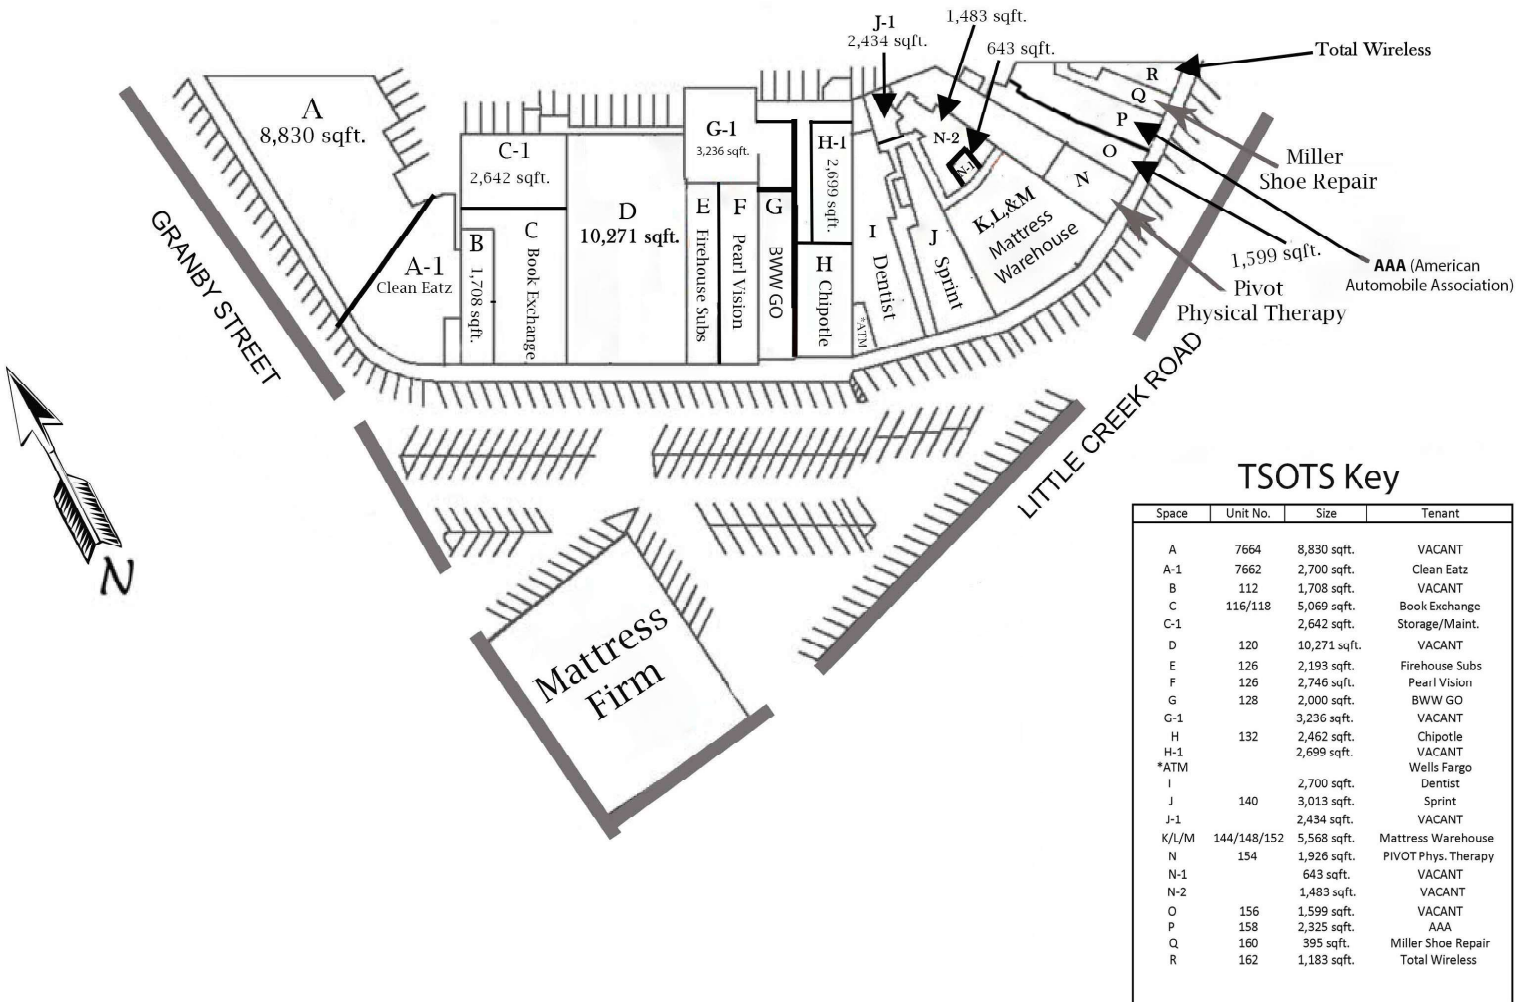 J-1
2,434 sqft.
1,483 sqft.
643 sqft.
Total Wireless
A
8,830 sqft.
C-1
2,642 sqft.
G-1
3,236 sqft.
H-1
2,699 sqft.
N-2
N-1
R
Q
P
O
N
Miller
Shoe Repair
GRANBY STREET
A-1
Clean Eatz
B
1,708 sqft.
C
Book Exchange
D
10,271 sqft.
E
Firehouse Subs
F
Pearl Vision
G
BWW GO
H
Chipotle
I
Dentist
*ATM
J
Sprint
K,L,&M
Mattress
Warehouse
1,599 sqft.
AAA (American
Automobile Association)
Pivot
Physical Therapy
LITTLE CREEK ROAD
N
Mattress
Firm
TSOTS Key
Space Unit No. Size Tenant
A 7664 8,830 sqft. VACANT
A-1 7662 2,700 sqft. Clean Eatz
B 112 1,708 sqft. VACANT
C 116/118 5,069 sqft. Book Exchange
C-1 2,642 sqft. Storage/Maint.
D 120 10,271 sqft. VACANT
E 126 2,193 sqft. Firehouse Subs
F 126 2,746 sqft. Pearl Vision
G 128 2,000 sqft. BWW GO
G-1 3,236 sqft. VACANT
H 132 2,462 sqft. Chipotle
H-1 2,699 sqft. VACANT
*ATM Wells Fargo
I 2,700 sqft. Dentist
J 140 3,013 sqft. Sprint
J-1 2,434 sqft. VACANT
K/L/M 144/148/152 5,568 sqft. Mattress Warehouse
N 154 1,926 sqft. PIVOT Phys. Therapy
N-1 643 sqft. VACANT
N-2 1,483 sqft. VACANT
O 156 1,599 sqft. VACANT
P 158 2,325 sqft. AAA
Q 160 395 sqft. Miller Shoe Repair
R 162 1,183 sqft. Total Wireless